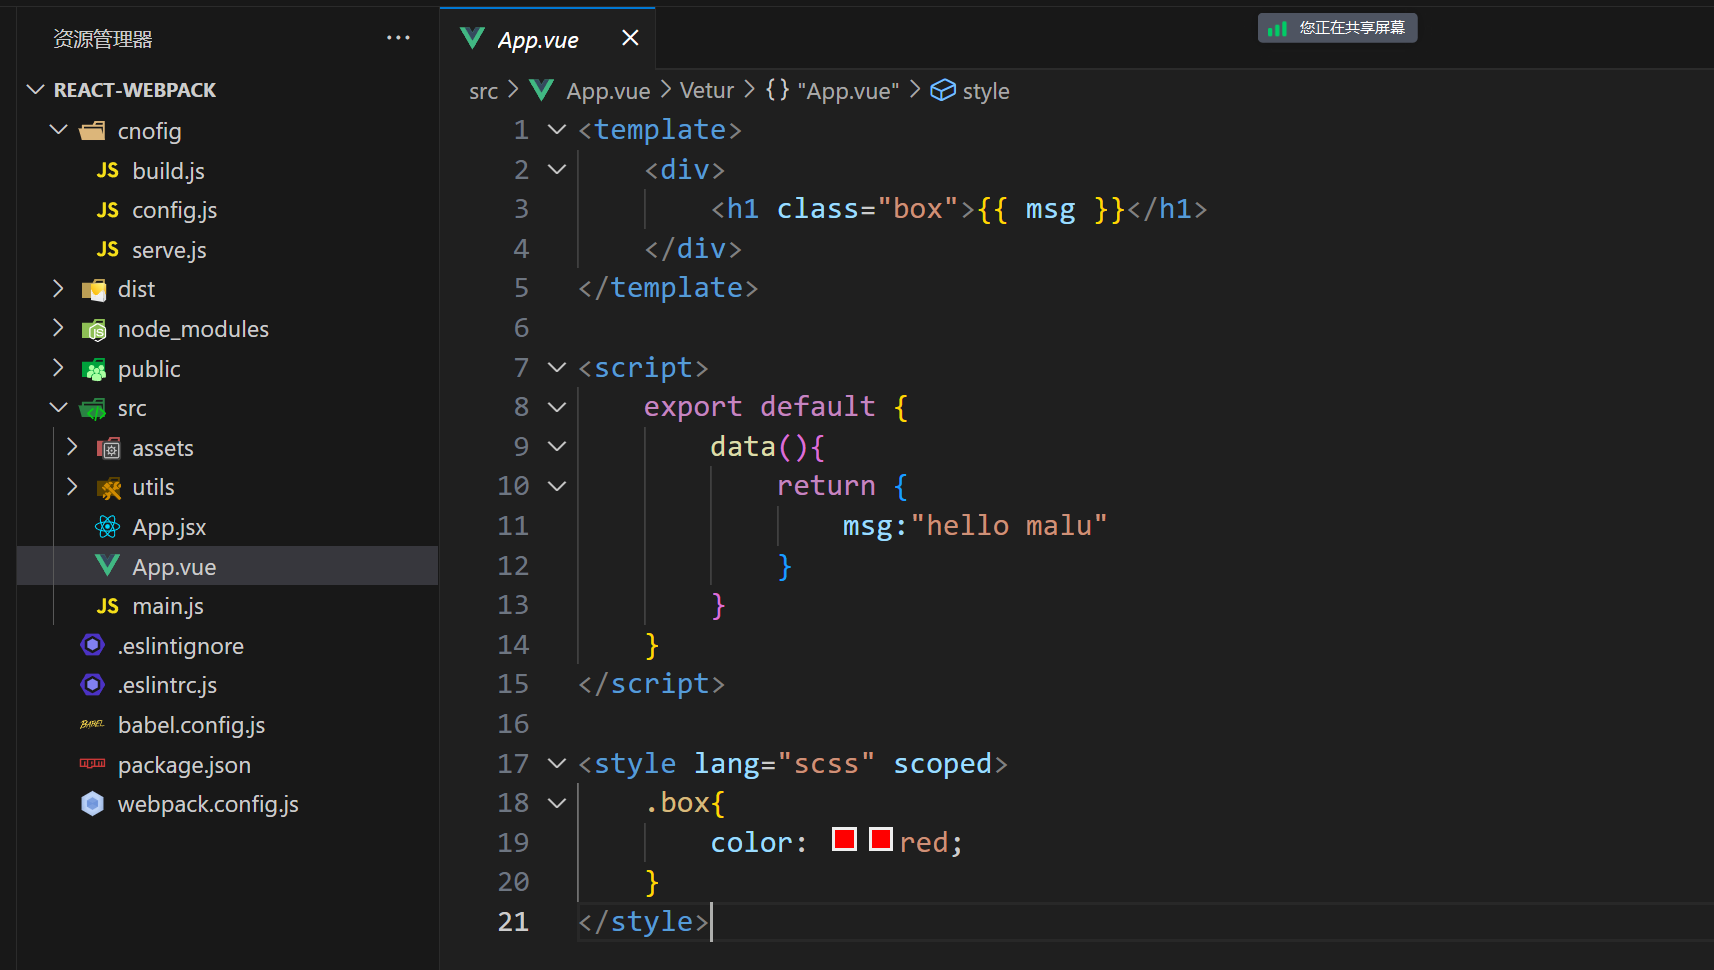 资源管理器
···
App.vue
您正在共享屏幕
REACT-WEBPACK
cnofig
JS build.js
JS config.js
JS serve.js
dist
node_modules
public
src
assets
utils
App.jsx
App.vue
JS main.js
.eslintignore
.eslintrc.js
BABEL babel.config.js
package.json
webpack.config.js
src > App.vue > Vetur > {} "App.vue" > style
1 <template>
2 <div>
3 <h1 class="box">{{ msg }}</h1>
4 </div>
5 </template>
6
7 <script>
8 export default {
9 data(){
10 return {
11 msg:"hello malu"
12 }
13 }
14 }
15 </script>
16
17 <style lang="scss" scoped>
18 .box{
19 color: red;
20 }
21 </style>